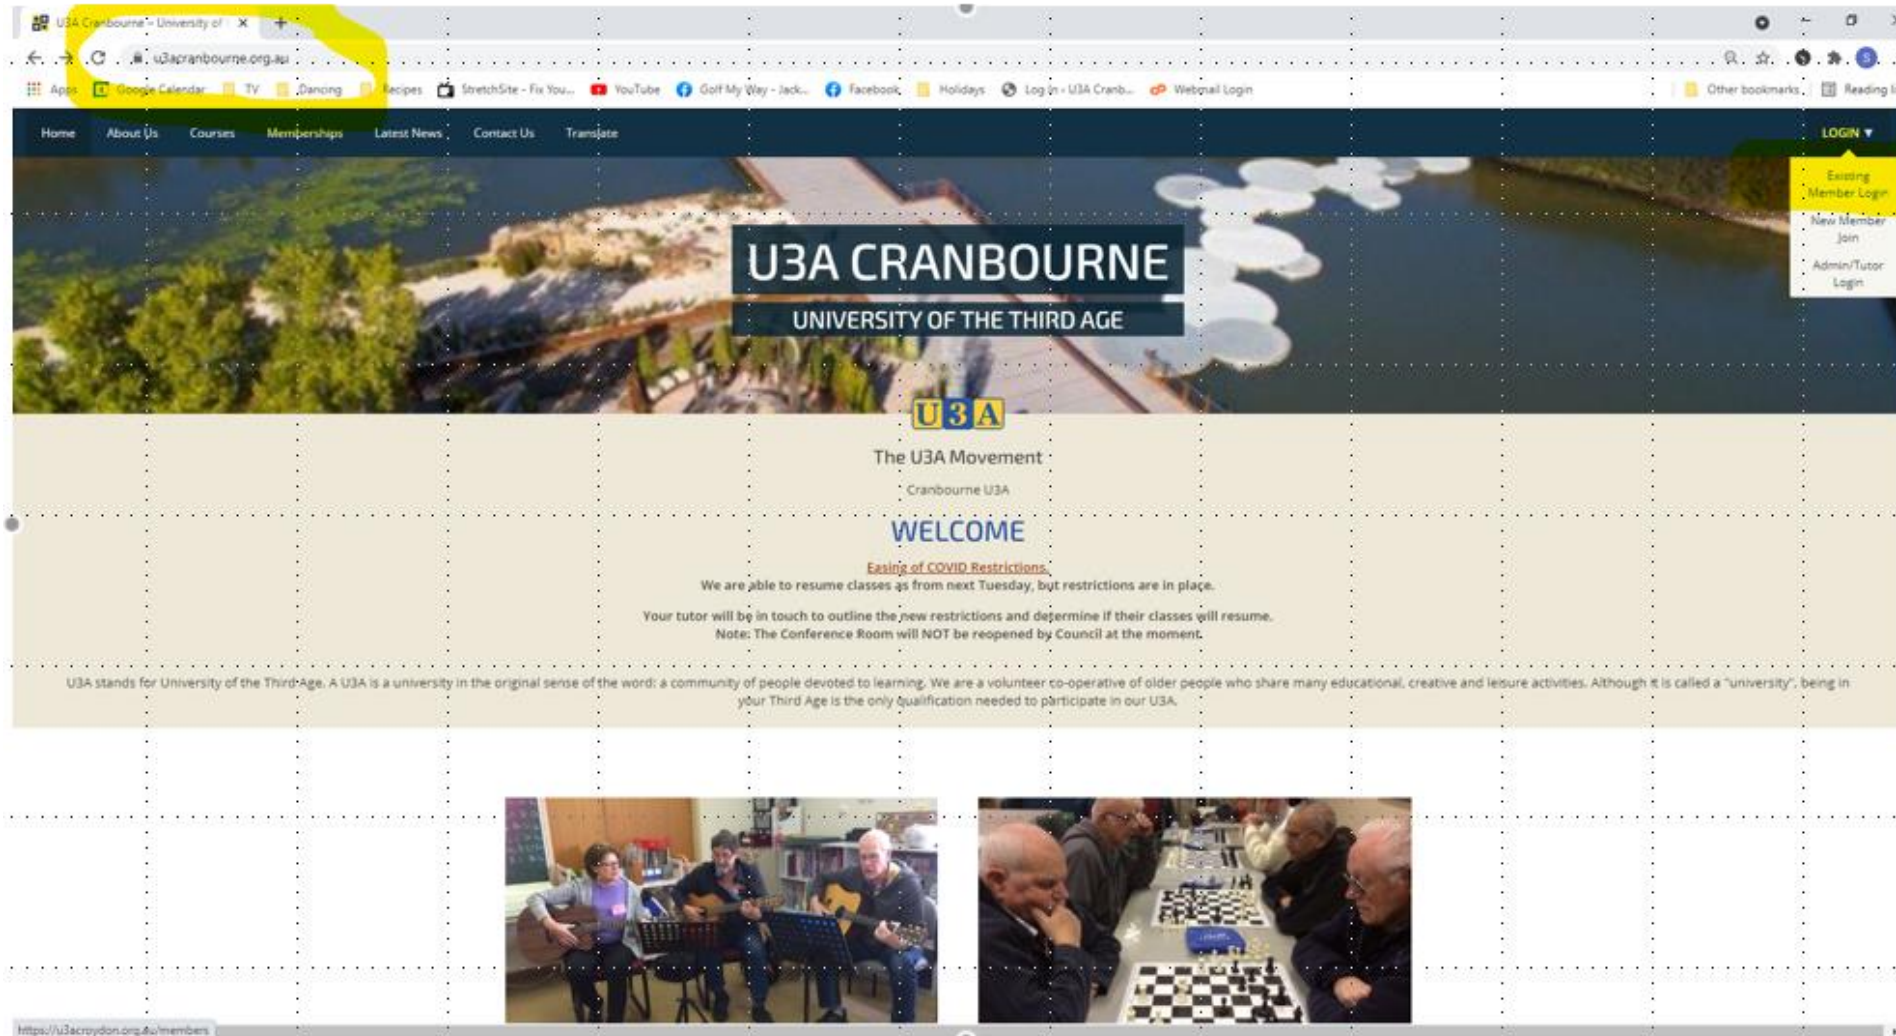 U3A Cranbourne – University of
u3acranbourne.org.au
Apps Google Calendar TV Dancing Recipes StretchSite - Fix You... YouTube Golf My Way - Jack... Facebook Holidays Log In ‹ U3A Cranb... Webmail Login Other bookmarks Reading li
Home About Us Courses Memberships Latest News Contact Us Translate LOGIN ▼
Existing
Member Login
New Member
Join
Admin/Tutor
Login
U3A CRANBOURNE
UNIVERSITY OF THE THIRD AGE
U3A
The U3A Movement
Cranbourne U3A
WELCOME
Easing of COVID Restrictions.
We are able to resume classes as from next Tuesday, but restrictions are in place.
Your tutor will be in touch to outline the new restrictions and determine if their classes will resume.
Note: The Conference Room will NOT be reopened by Council at the moment.
U3A stands for University of the Third Age. A U3A is a university in the original sense of the word: a community of people devoted to learning. We are a volunteer co-operative of older people who share many educational, creative and leisure activities. Although it is called a "university", being in
your Third Age is the only qualification needed to participate in our U3A.
https://u3acroydon.org.au/members